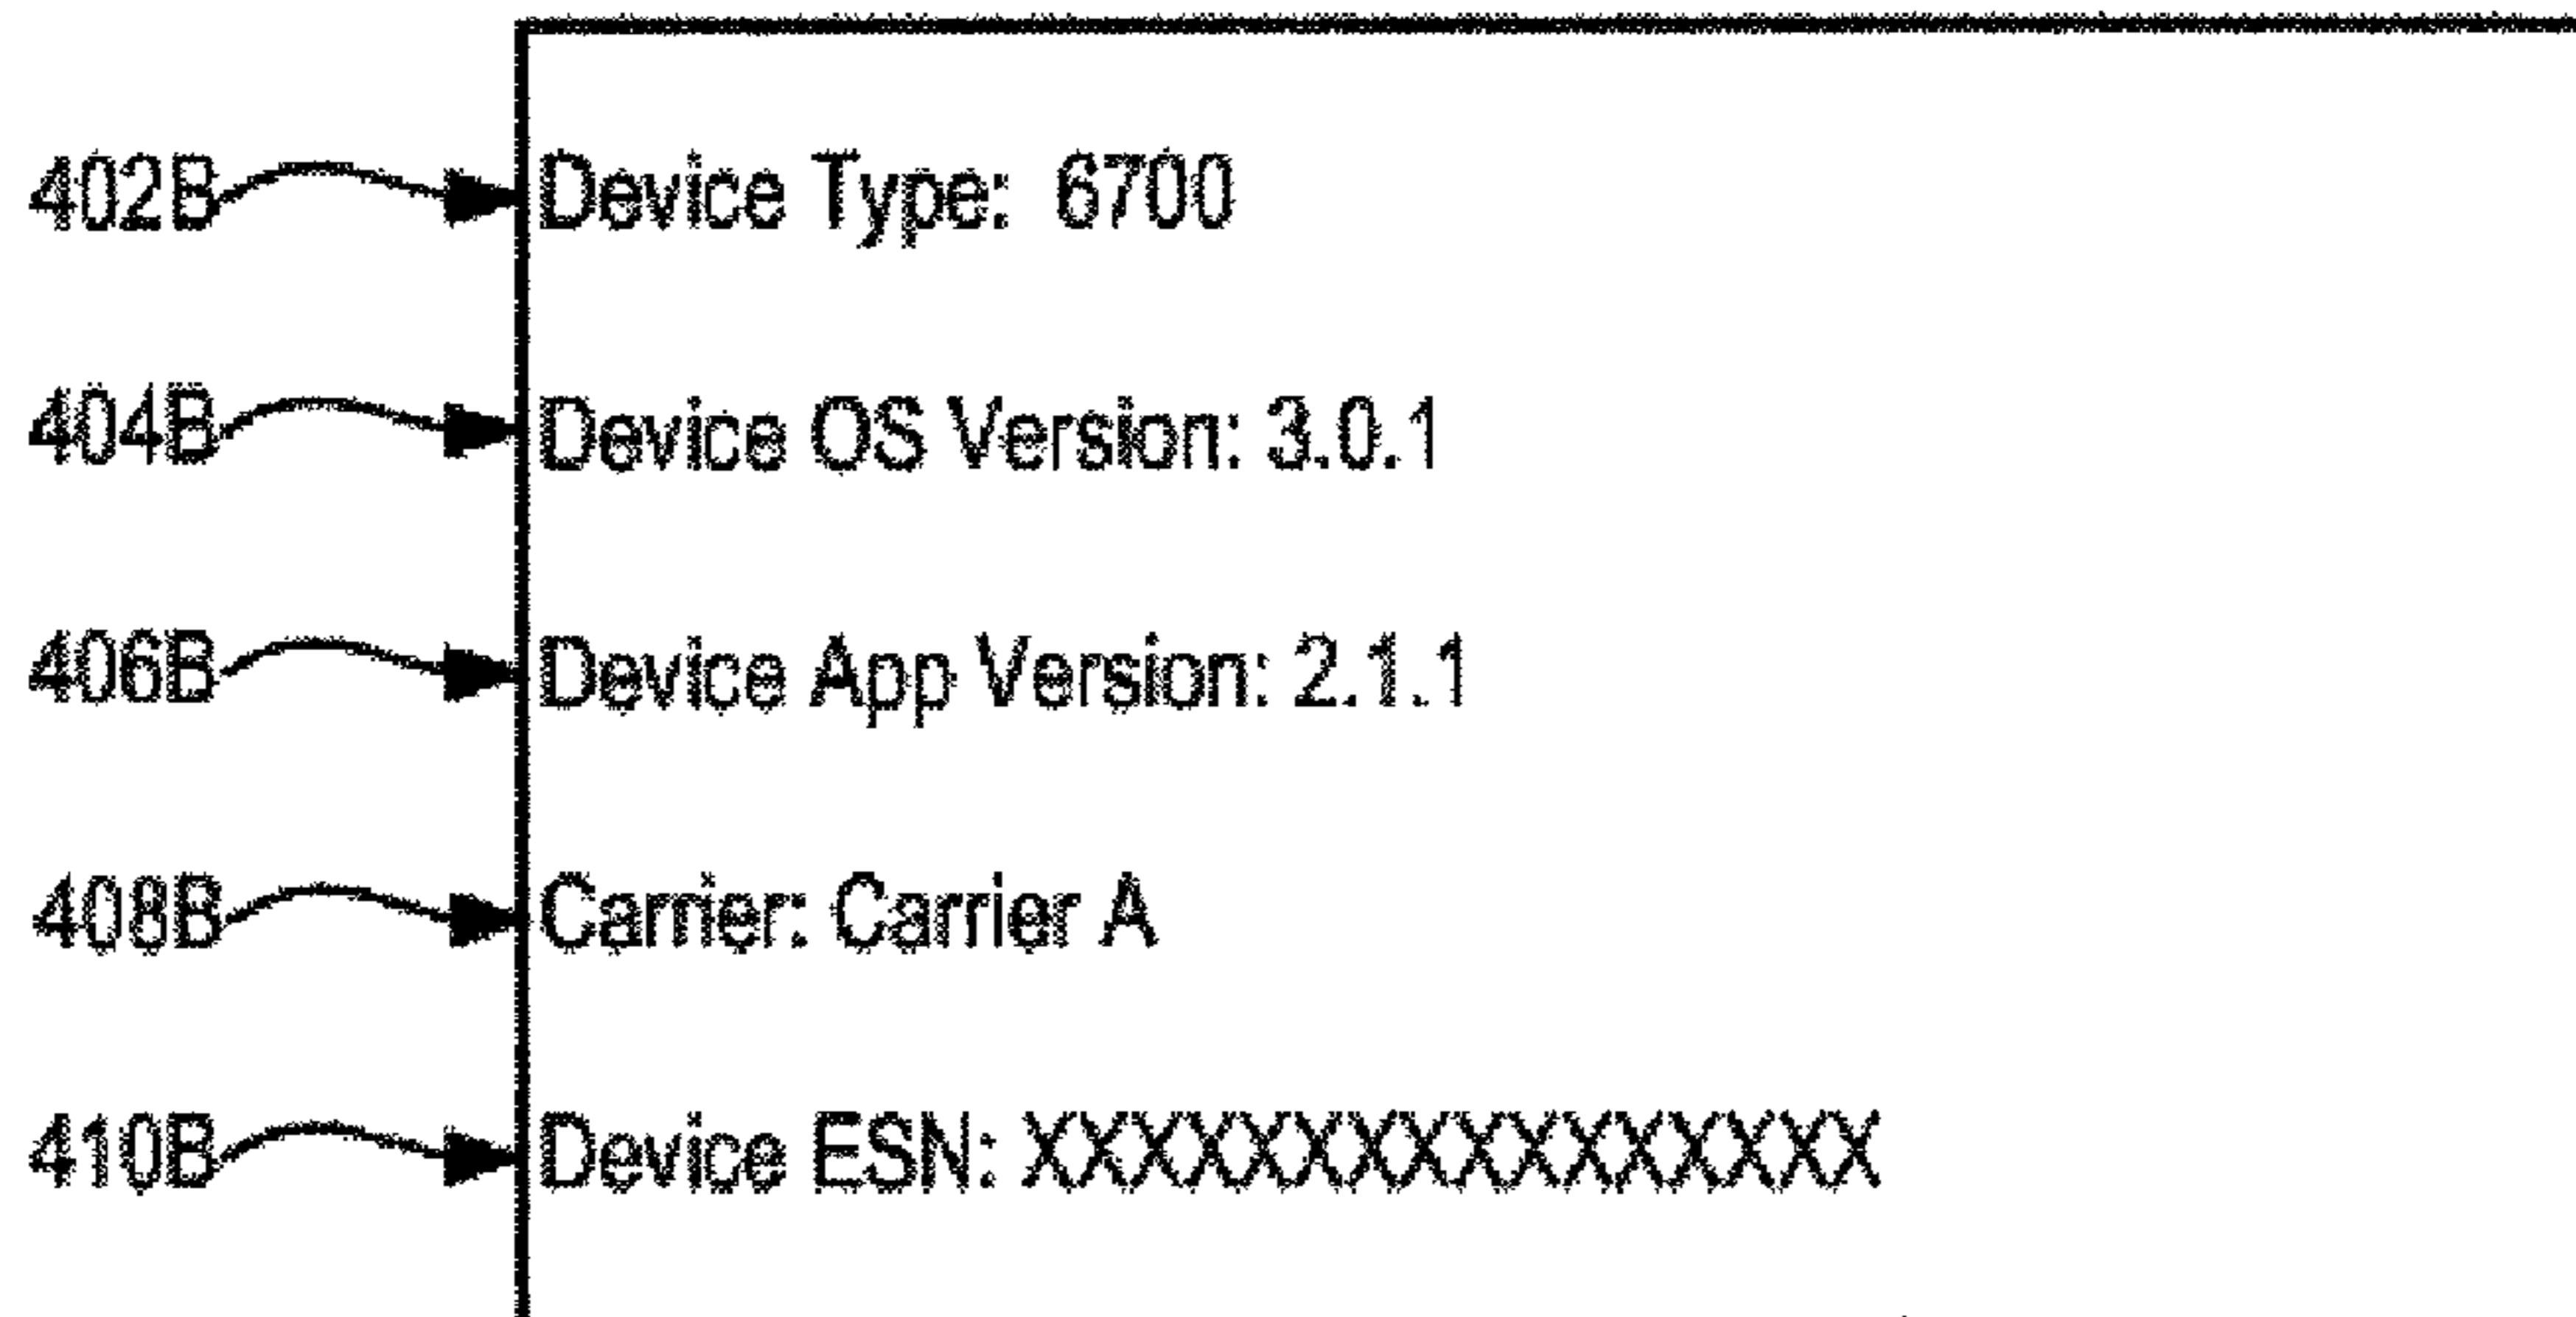 402B Device Type: 6700
404B Device OS Version: 3.0.1
406B Device App Version: 2.1.1
408B Carrier: Carrier A
410B Device ESN: XXXXXXXXXXXXXXXX